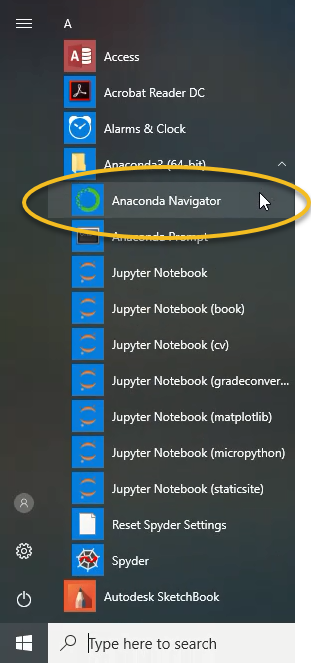 A
Access
Acrobat Reader DC
Alarms & Clock
Anaconda3 (64-bit)
Anaconda Navigator
Anaconda Prompt
Jupyter Notebook
Jupyter Notebook (book)
Jupyter Notebook (cv)
Jupyter Notebook (gradeconver...
Jupyter Notebook (matplotlib)
Jupyter Notebook (micropython)
Jupyter Notebook (staticsite)
Reset Spyder Settings
Spyder
Autodesk SketchBook
Type here to search